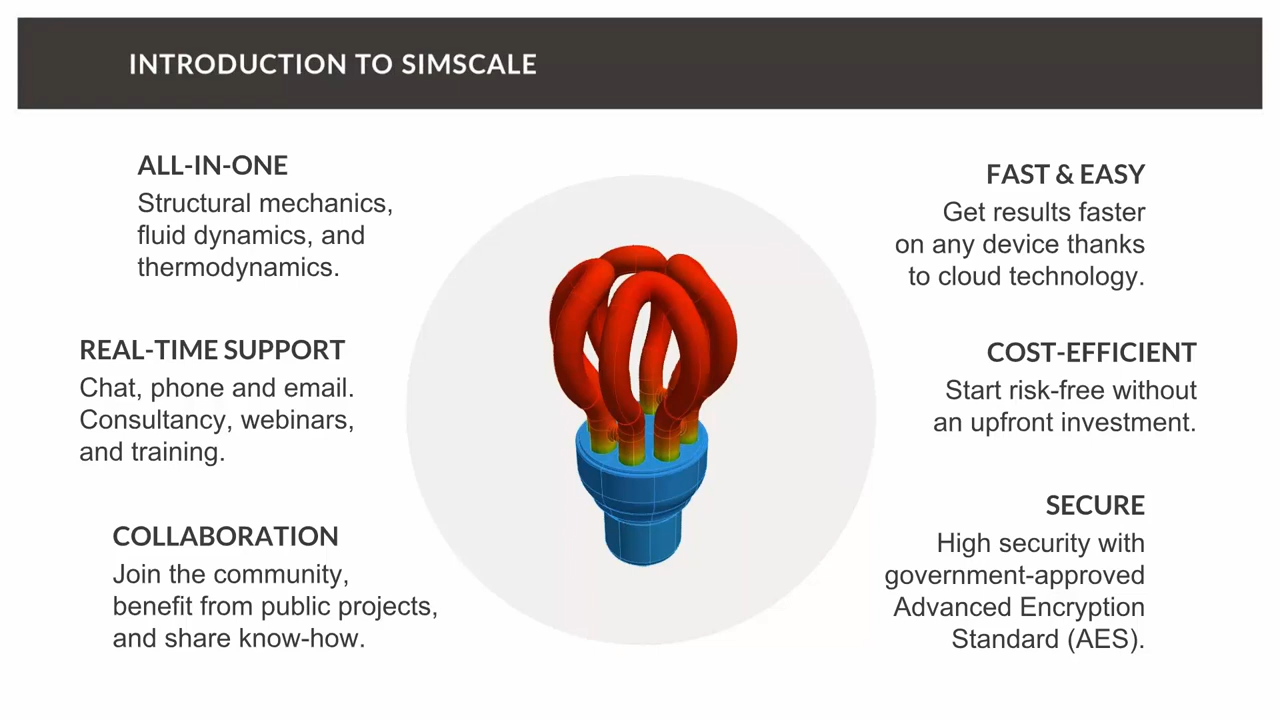 INTRODUCTION TO SIMSCALE
ALL-IN-ONE
Structural mechanics,
fluid dynamics, and
thermodynamics.
REAL-TIME SUPPORT
Chat, phone and email.
Consultancy, webinars,
and training.
COLLABORATION
Join the community,
benefit from public projects,
and share know-how.
FAST & EASY
Get results faster
on any device thanks
to cloud technology.
COST-EFFICIENT
Start risk-free without
an upfront investment.
SECURE
High security with
government-approved
Advanced Encryption
Standard (AES).